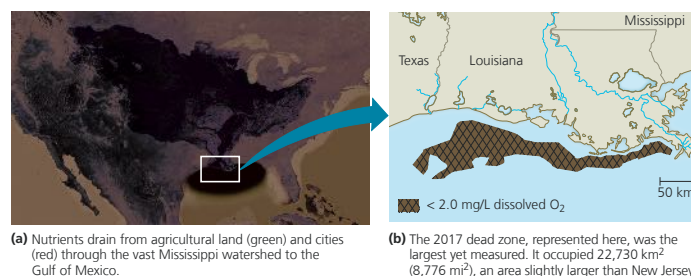 Mississippi
Texas
Louisiana
< 2.0 mg/L dissolved O₂
50 km
(a) Nutrients drain from agricultural land (green) and cities
(red) through the vast Mississippi watershed to the
Gulf of Mexico.
(b) The 2017 dead zone, represented here, was the
largest yet measured. It occupied 22,730 km²
(8,776 mi²), an area slightly larger than New Jersey